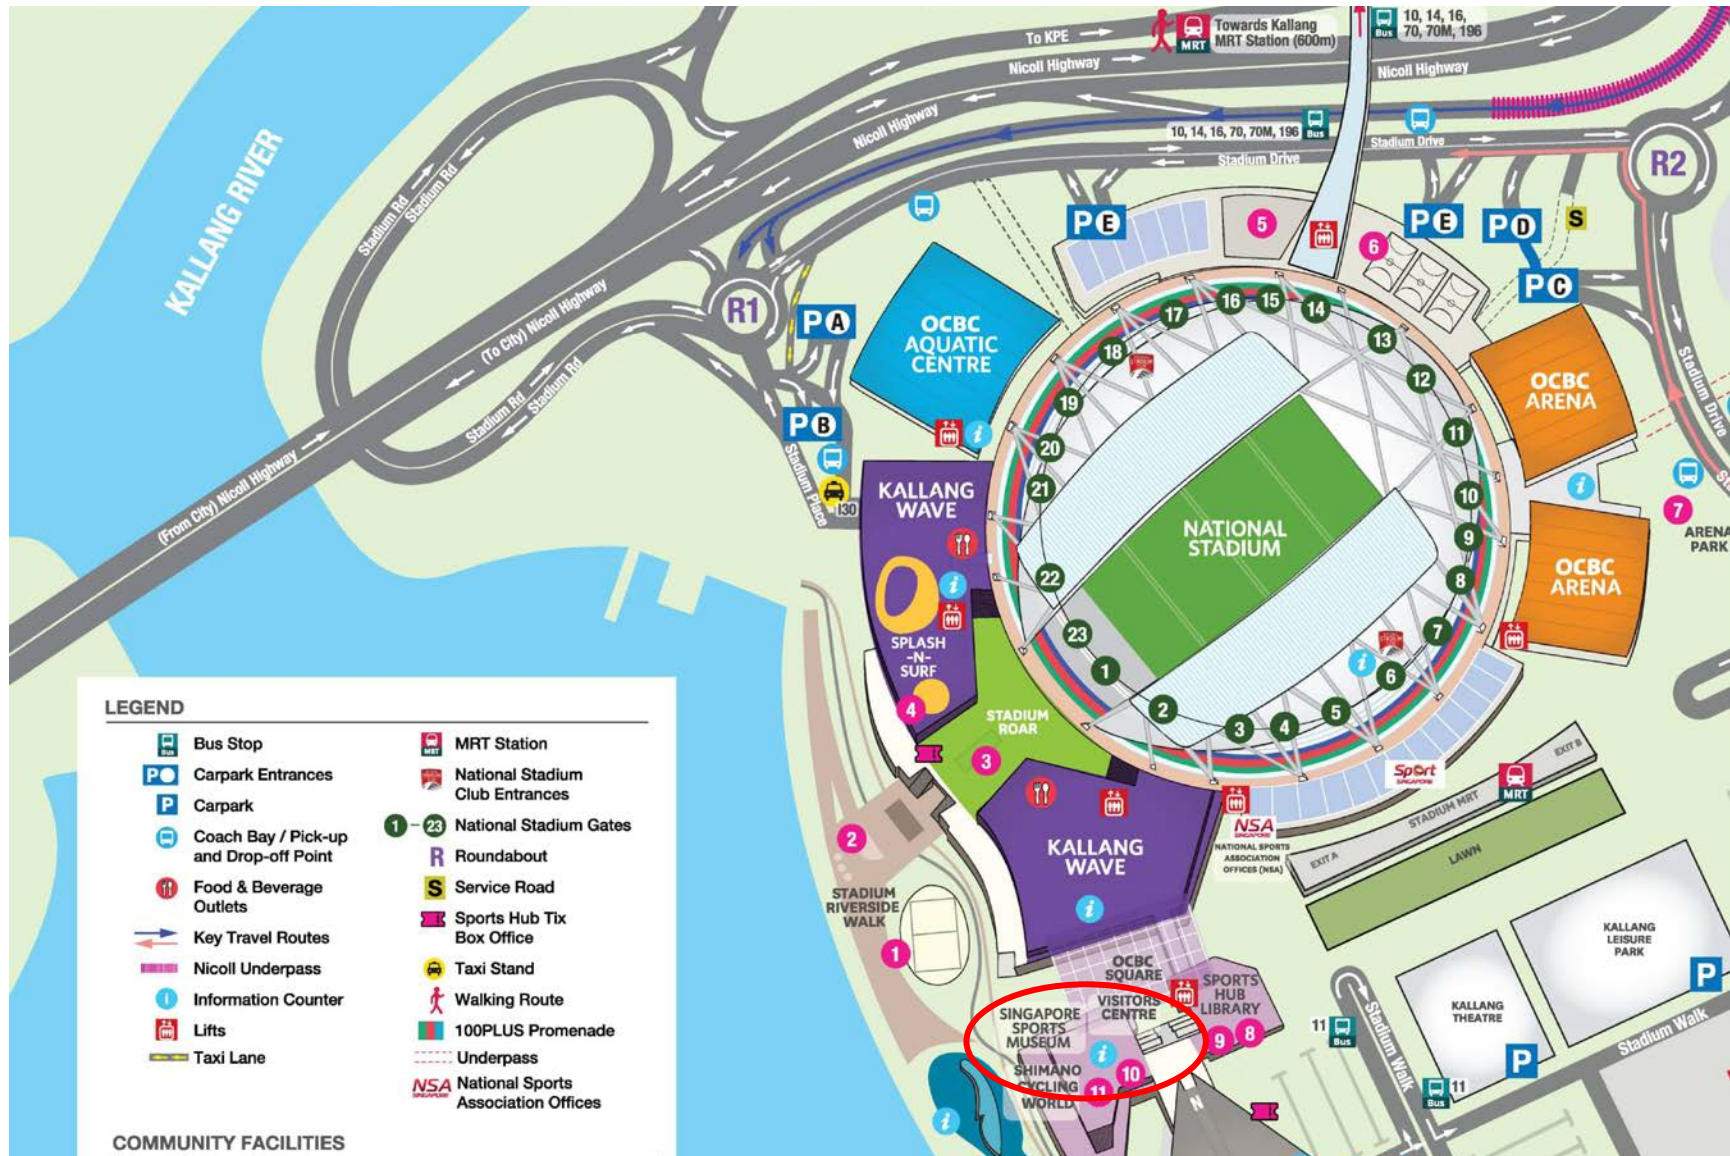 Towards Kallang
MRT Station (600m)
MRT
Bus
10, 14, 16,
70, 70M, 196
To KPE
Nicoll Highway
Nicoll Highway
Nicoll Highway
10, 14, 16, 70, 70M, 196
Bus
Stadium Drive
Stadium Drive
R2
KALLANG RIVER
Stadium Rd
Stadium Rd
P E
5
6
P E
P D
S
P C
R1
P A
(To City) Nicoll Highway
(From City) Nicoll Highway
Stadium Rd
Stadium Rd
P B
Stadium Place
130
OCBC
AQUATIC
CENTRE
i
16
15
14
17
13
18
12
19
11
20
21
10
9
22
8
23
7
1
6
2
5
3
4
NATIONAL
STADIUM
OCBC
ARENA
i
OCBC
ARENA
Stadium Drive
7
ARENA
PARK
KALLANG
WAVE
i
SPLASH
-N-
SURF
4
STADIUM
ROAR
3
i
Sport
SINGAPORE
EXIT B
MRT
STADIUM MRT
EXIT A
LAWN
NSA
SINGAPORE
NATIONAL SPORTS
ASSOCIATION
OFFICES (NSA)
KALLANG
WAVE
i
2
STADIUM
RIVERSIDE
WALK
1
OCBC
SQUARE
VISITORS
CENTRE
SPORTS
HUB
LIBRARY
9
8
SINGAPORE
SPORTS
MUSEUM
i
10
SHIMANO
CYCLING
WORLD
11
i
KALLANG
LEISURE
PARK
P
KALLANG
THEATRE
P
11
Bus
Stadium Walk
Stadium Walk
Bus
11
LEGEND
Bus Bus Stop
P Carpark Entrances
P Carpark
Coach Bay / Pick-up
and Drop-off Point
Food & Beverage
Outlets
Key Travel Routes
Nicoll Underpass
i Information Counter
Lifts
Taxi Lane
MRT MRT Station
National Stadium
Club Entrances
1 - 23 National Stadium Gates
R Roundabout
S Service Road
Sports Hub Tix
Box Office
Taxi Stand
Walking Route
100PLUS Promenade
Underpass
NSA SINGAPORE National Sports
Association Offices
COMMUNITY FACILITIES